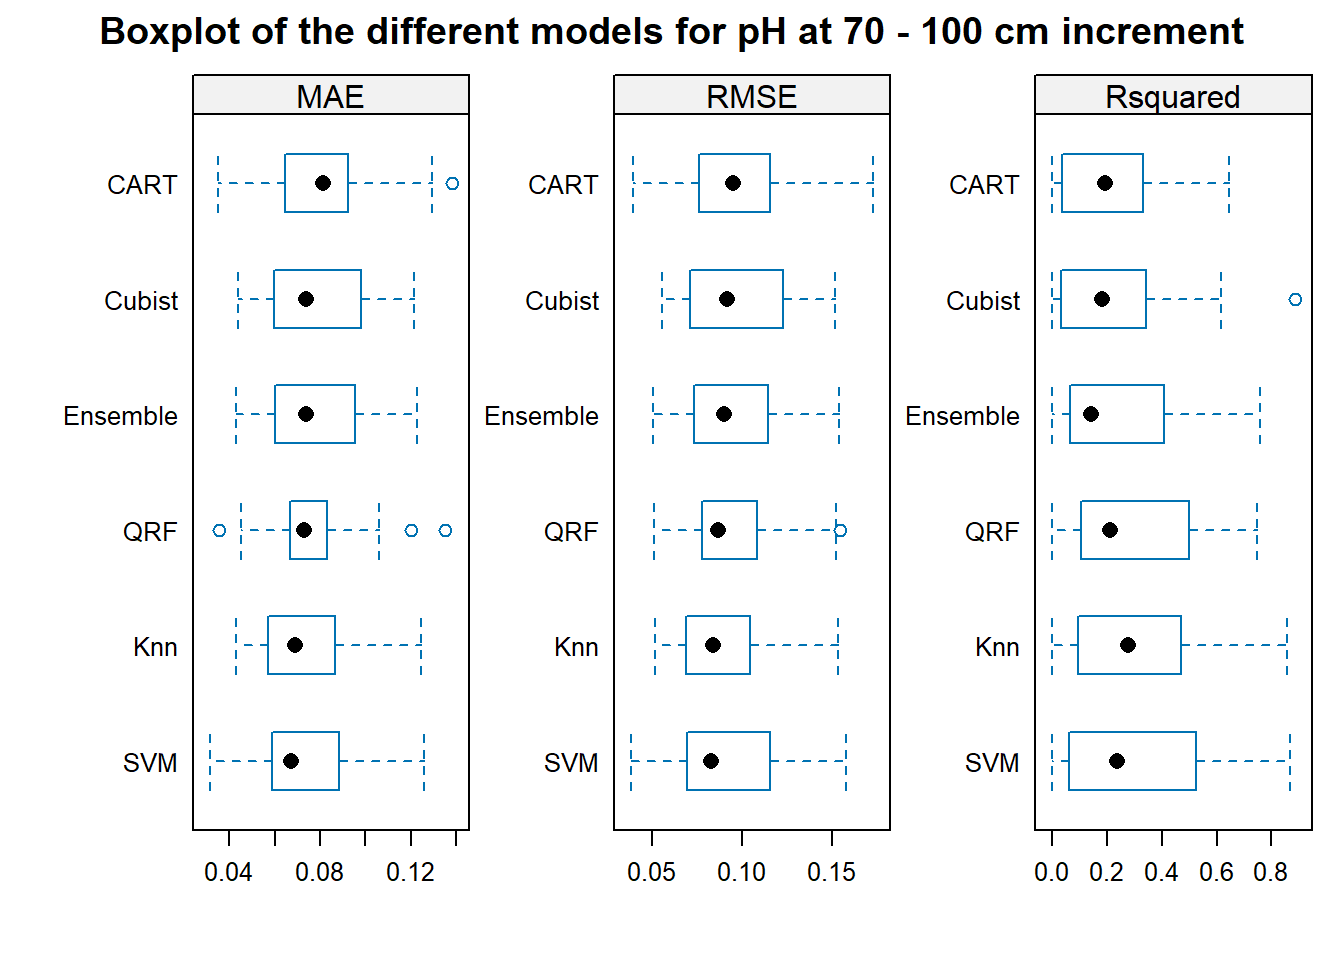 Boxplot of the different models for pH at 70 - 100 cm increment
MAE
CART
Cubist
Ensemble
QRF
Knn
SVM
0.04 0.08 0.12
RMSE
CART
Cubist
Ensemble
QRF
Knn
SVM
0.05 0.10 0.15
Rsquared
CART
Cubist
Ensemble
QRF
Knn
SVM
0.0 0.2 0.4 0.6 0.8